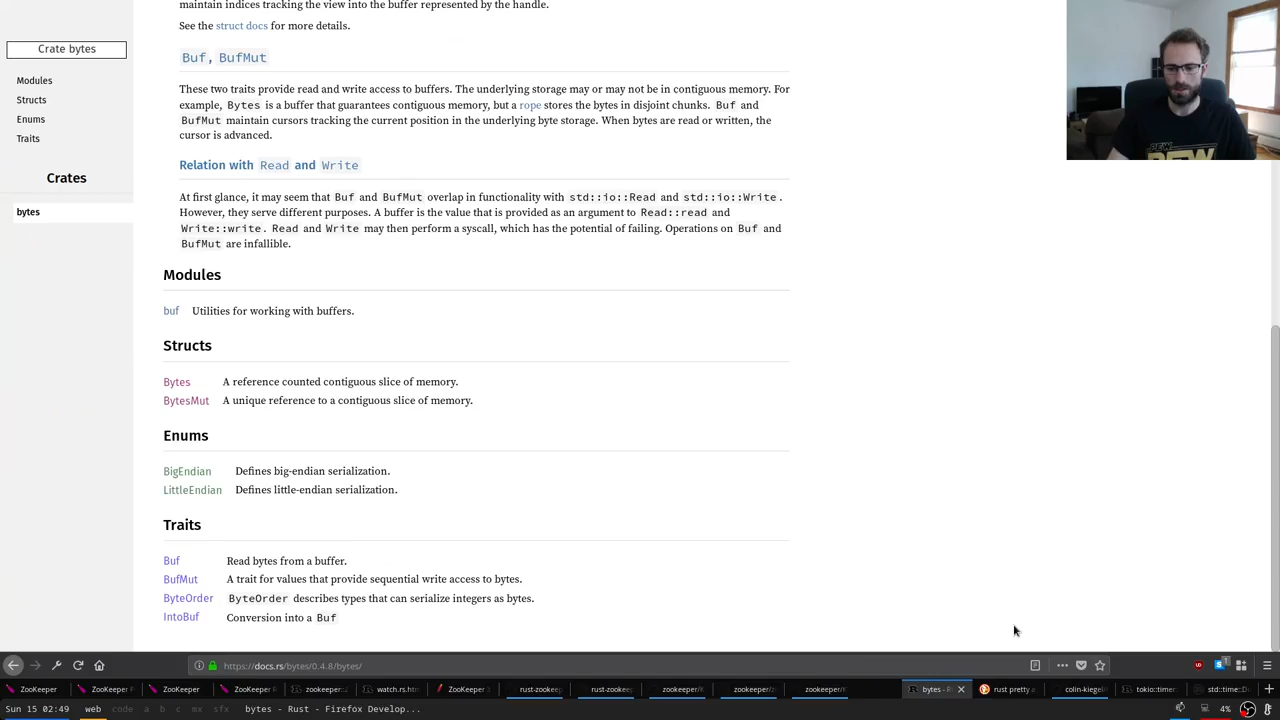 maintain indices tracking the view into the buffer represented by the handle.
See the struct docs for more details.
Crate bytes
Modules
Structs
Enums
Traits
Crates
bytes
Buf, BufMut
These two traits provide read and write access to buffers. The underlying storage may or may not be in contiguous memory. For
example, Bytes is a buffer that guarantees contiguous memory, but a rope stores the bytes in disjoint chunks. Buf and
BufMut maintain cursors tracking the current position in the underlying byte storage. When bytes are read or written, the
cursor is advanced.
Relation with Read and Write
At first glance, it may seem that Buf and BufMut overlap in functionality with std::io::Read and std::io::Write.
However, they serve different purposes. A buffer is the value that is provided as an argument to Read::read and
Write::write. Read and Write may then perform a syscall, which has the potential of failing. Operations on Buf and
BufMut are infallible.
Modules
buf Utilities for working with buffers.
Structs
Bytes A reference counted contiguous slice of memory.
BytesMut A unique reference to a contiguous slice of memory.
Enums
BigEndian Defines big-endian serialization.
LittleEndian Defines little-endian serialization.
Traits
Buf Read bytes from a buffer.
BufMut A trait for values that provide sequential write access to bytes.
ByteOrder ByteOrder describes types that can serialize integers as bytes.
IntoBuf Conversion into a Buf
https://docs.rs/bytes/0.4.8/bytes/
ZooKeeper ZooKeeper P ZooKeeper ZooKeeper R zookeeper:: watch.rs.htm ZooKeeper rust-zookeep rust-zookeep zookeeper/ zookeeper/ zookeeper/ bytes - R rust pretty a colin-kiegel tokio::timer std::time::D
Sun 15 02:49 web code a b c mx sfx bytes - Rust - Firefox Develop... 4%